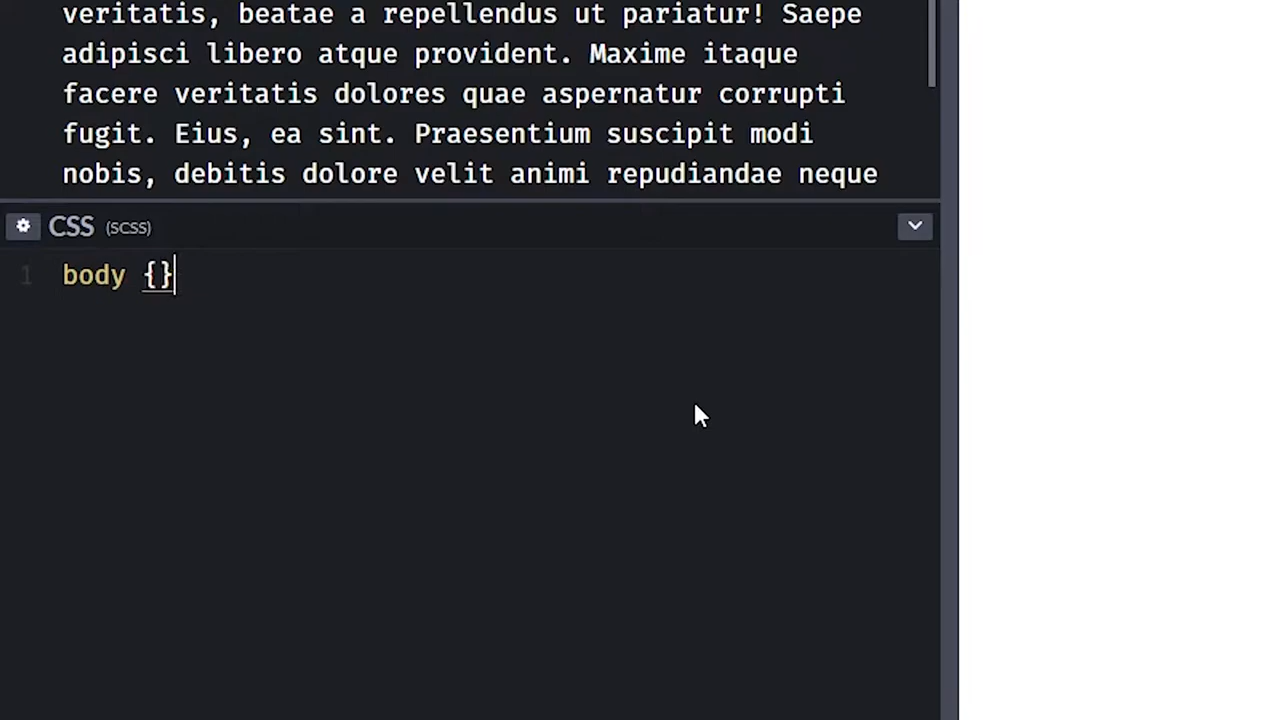 veritatis, beatae a repellendus ut pariatur! Saepe
adipisci libero atque provident. Maxime itaque
facere veritatis dolores quae aspernatur corrupti
fugit. Eius, ea sint. Praesentium suscipit modi
nobis, debitis dolore velit animi repudiandae neque
CSS (SCSS)
1 body {}